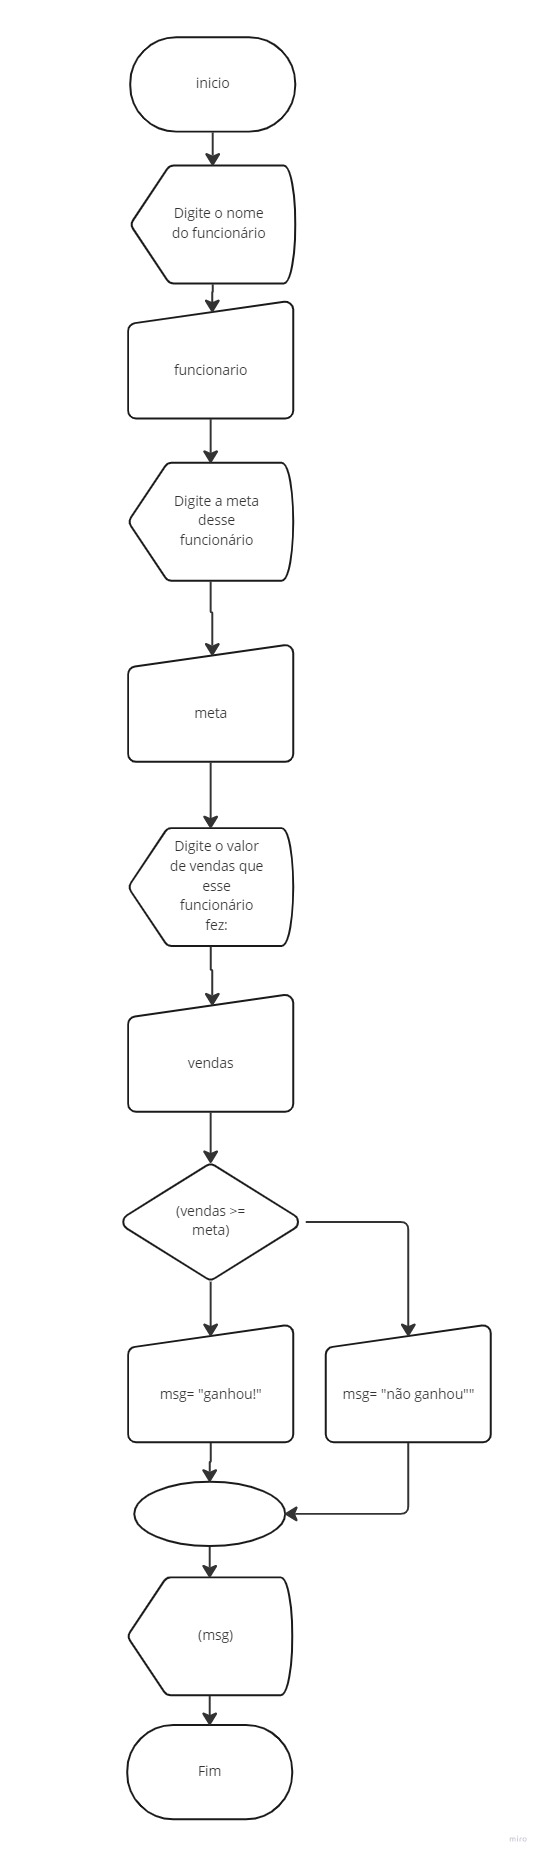 inicio
Digite o nome
do funcionário
funcionario
Digite a meta
desse
funcionário
meta
Digite o valor
de vendas que
esse
funcionário
fez:
vendas
(vendas >=
meta)
msg= "ganhou!"
msg= "não ganhou""
(msg)
Fim
miro